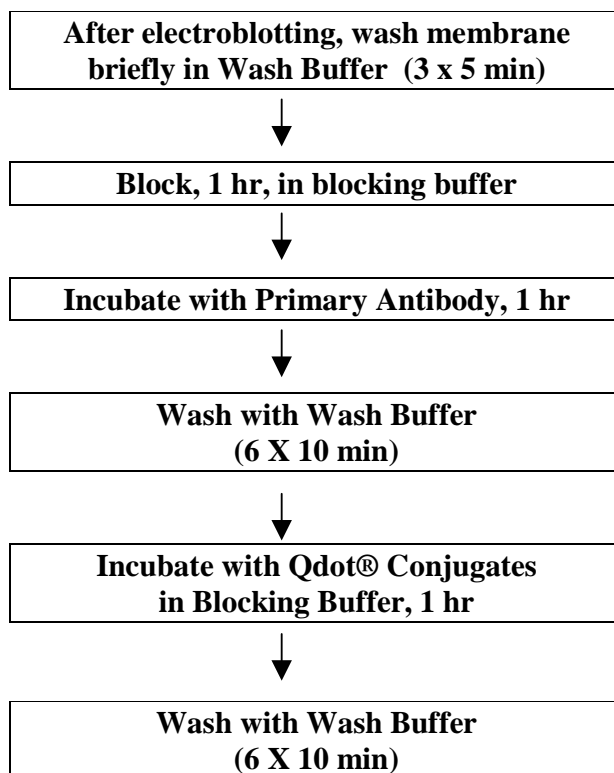 After electroblotting, wash membrane
briefly in Wash Buffer (3 x 5 min)
Block, 1 hr, in blocking buffer
Incubate with Primary Antibody, 1 hr
Wash with Wash Buffer
(6 X 10 min)
Incubate with Qdot® Conjugates
in Blocking Buffer, 1 hr
Wash with Wash Buffer
(6 X 10 min)